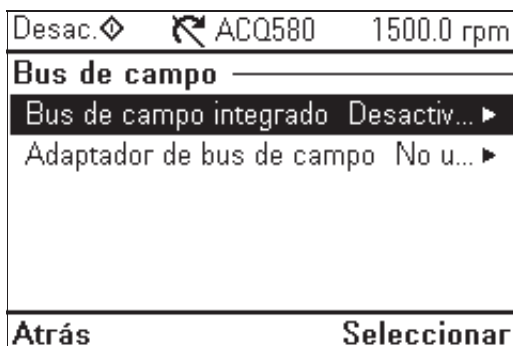 Desac. ACQ580 1500.0 rpm
Bus de campo
Bus de campo integrado Desactiv...
Adaptador de bus de campo No u...
Atrás Seleccionar